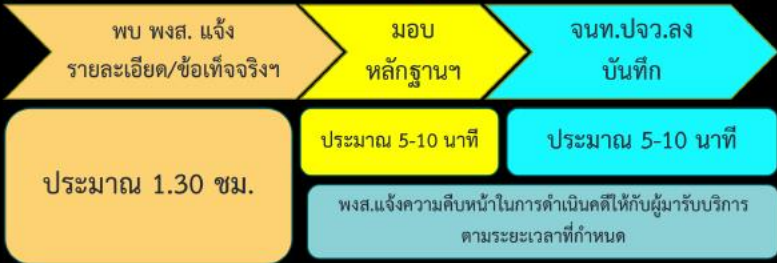 พบ พงส. แจ้ง
รายละเอียด/ข้อเท็จจริงฯ
มอบ
หลักฐานฯ
จนท.ปจว.ลง
บันทึก
ประมาณ 1.30 ชม.
ประมาณ 5-10 นาที
ประมาณ 5-10 นาที
พงส.แจ้งความคืบหน้าในการดำเนินคดีให้กับผู้มารับบริการ
ตามระยะเวลาที่กำหนด